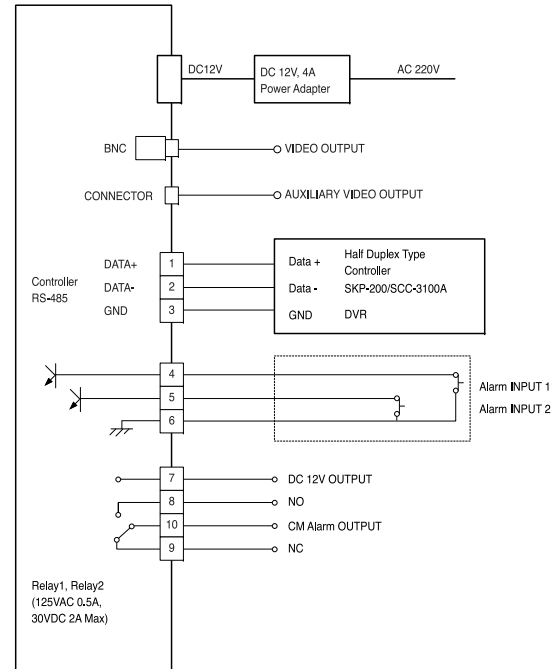 DC12V
DC 12V, 4A
Power Adapter
AC 220V
BNC
VIDEO OUTPUT
CONNECTOR
AUXILIARY VIDEO OUTPUT
Controller
RS-485
DATA+
1
Data +
Half Duplex Type
Controller
DATA-
2
Data -
SKP-200/SCC-3100A
GND
3
GND
DVR
4
Alarm INPUT 1
5
Alarm INPUT 2
6
7
DC 12V OUTPUT
8
NO
10
CM Alarm OUTPUT
9
NC
Relay1, Relay2
(125VAC 0.5A,
30VDC 2A Max)